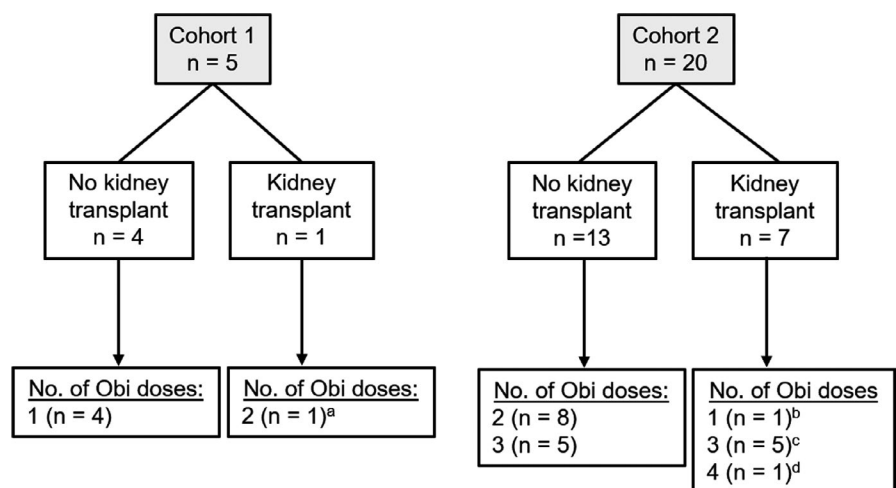 Cohort 1
n = 5
No kidney
transplant
n = 4
Kidney
transplant
n = 1
No. of Obi doses:
1 (n = 4)
No. of Obi doses:
2 (n = 1)ᵃ
Cohort 2
n = 20
No kidney
transplant
n =13
Kidney
transplant
n = 7
No. of Obi doses:
2 (n = 8)
3 (n = 5)
No. of Obi doses
1 (n = 1)ᵇ
3 (n = 5)ᶜ
4 (n = 1)ᵈ